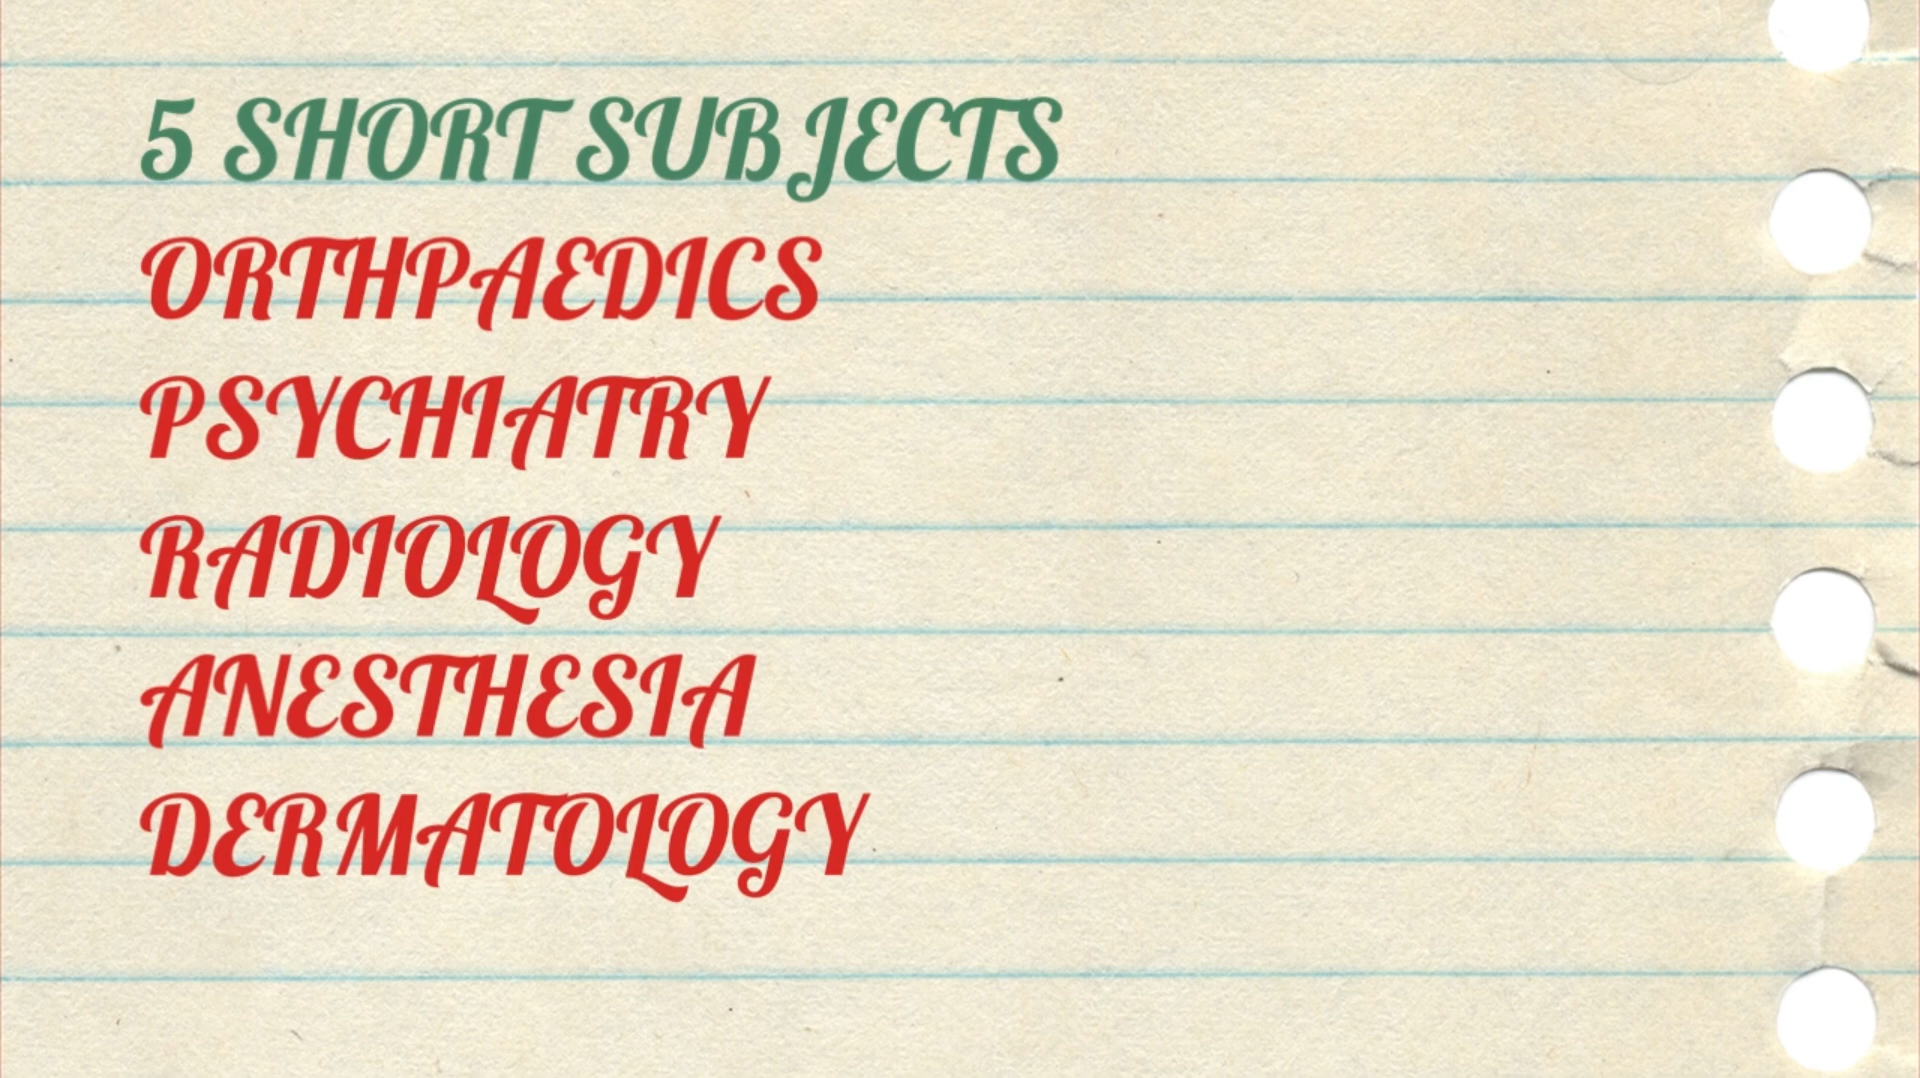 5 SHORT SUBJECTS
ORTHPAEDICS
PSYCHIATRY
RADIOLOGY
ANESTHESIA
DERMATOLOGY